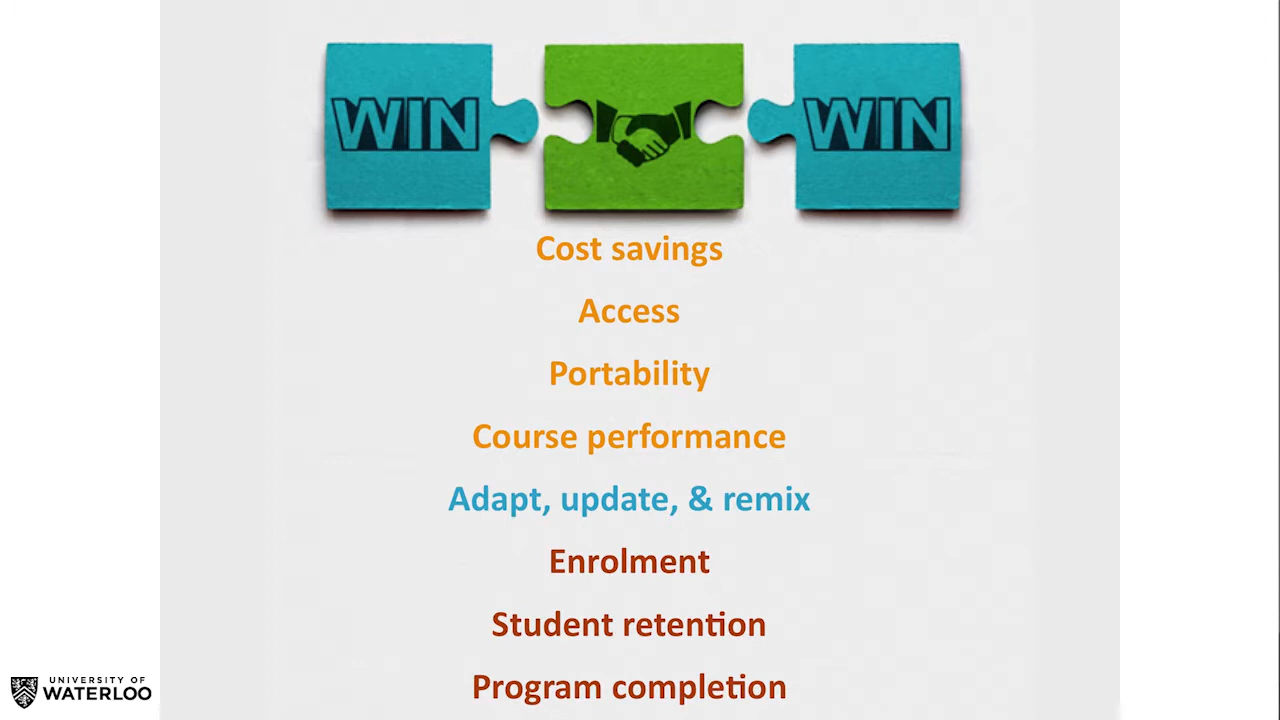 WIN WIN
Cost savings
Access
Portability
Course performance
Adapt, update, & remix
Enrolment
Student retention
Program completion
UNIVERSITY OF
WATERLOO